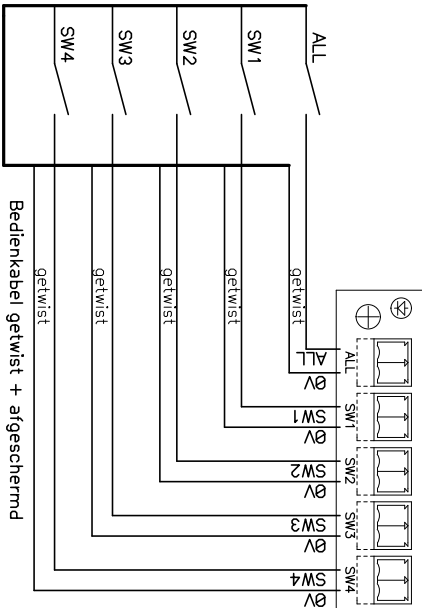 ALL
SW1
SW2
SW3
SW4
getwist
getwist
getwist
getwist
getwist
Bedienkabel getwist + afgeschermd
ALL
0V
SW1
0V
SW2
0V
SW3
0V
SW4
0V
ALL
SW1
SW2
SW3
SW4